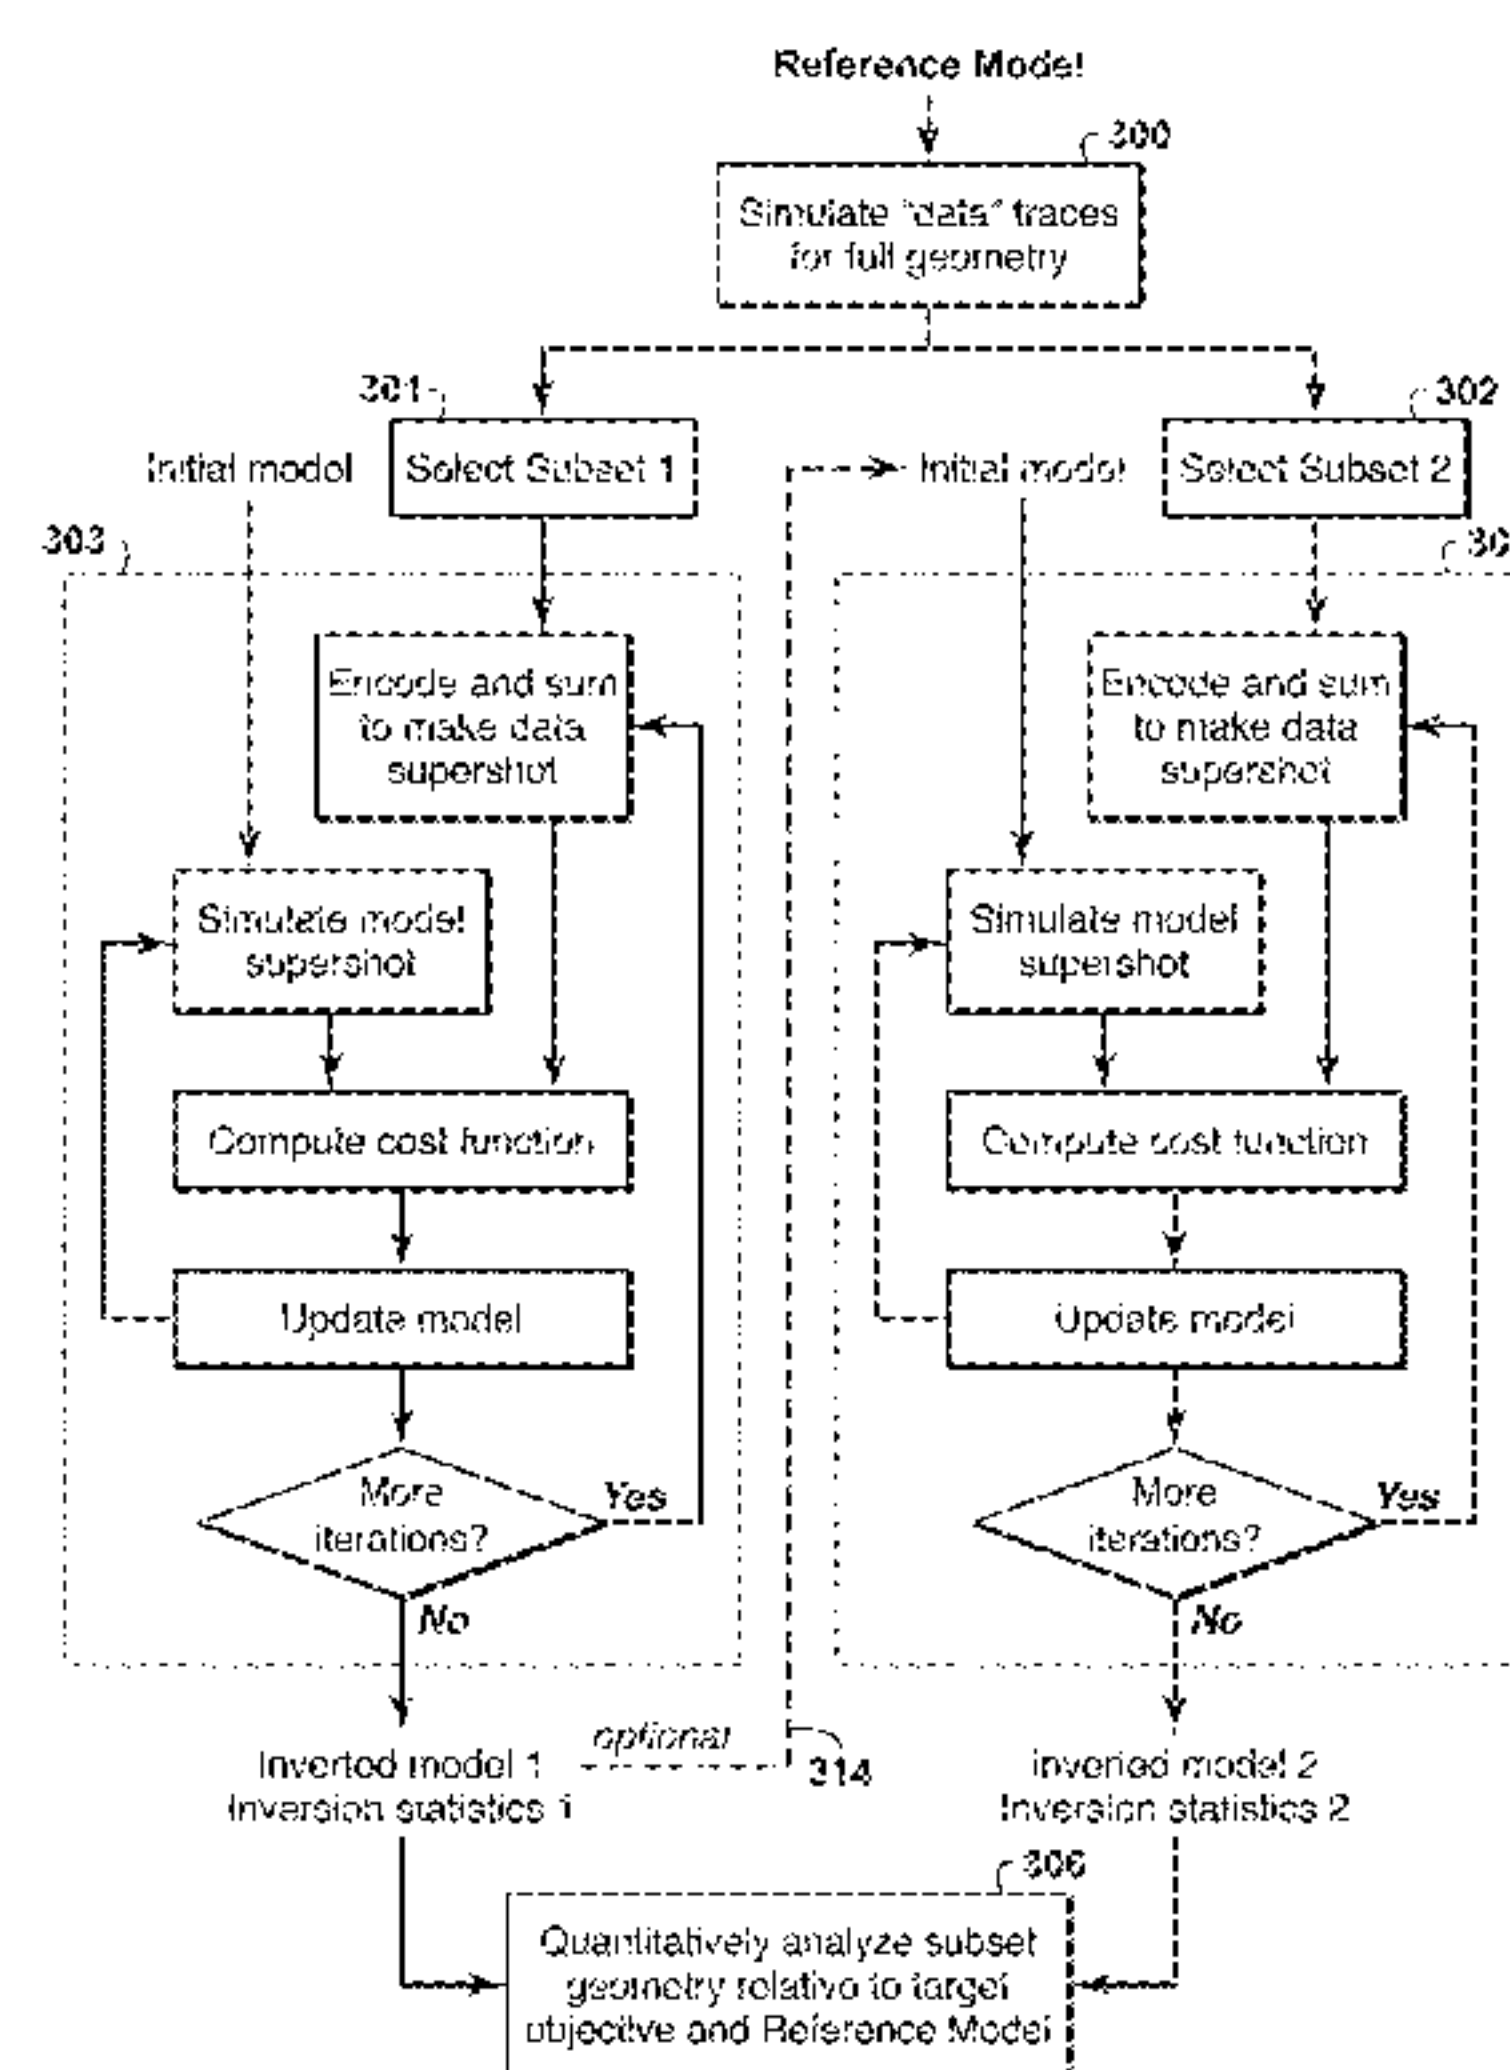 Reference Model
300
Simulate "data" traces
for full geometry
301
302
Initial model
Select Subset 1
Initial model
Select Subset 2
303
30
Encode and sum
to make data
supershot
Encode and sum
to make data
supershot
Simulate model
supershot
Simulate model
supershot
Compute cost function
Compute cost function
Update model
Update model
More
iterations?
Yes
No
More
iterations?
Yes
No
optional
314
Inverted model 1
Inversion statistics 1
Inverted model 2
Inversion statistics 2
306
Quantitatively analyze subset
geometry relative to target
objective and Reference Model